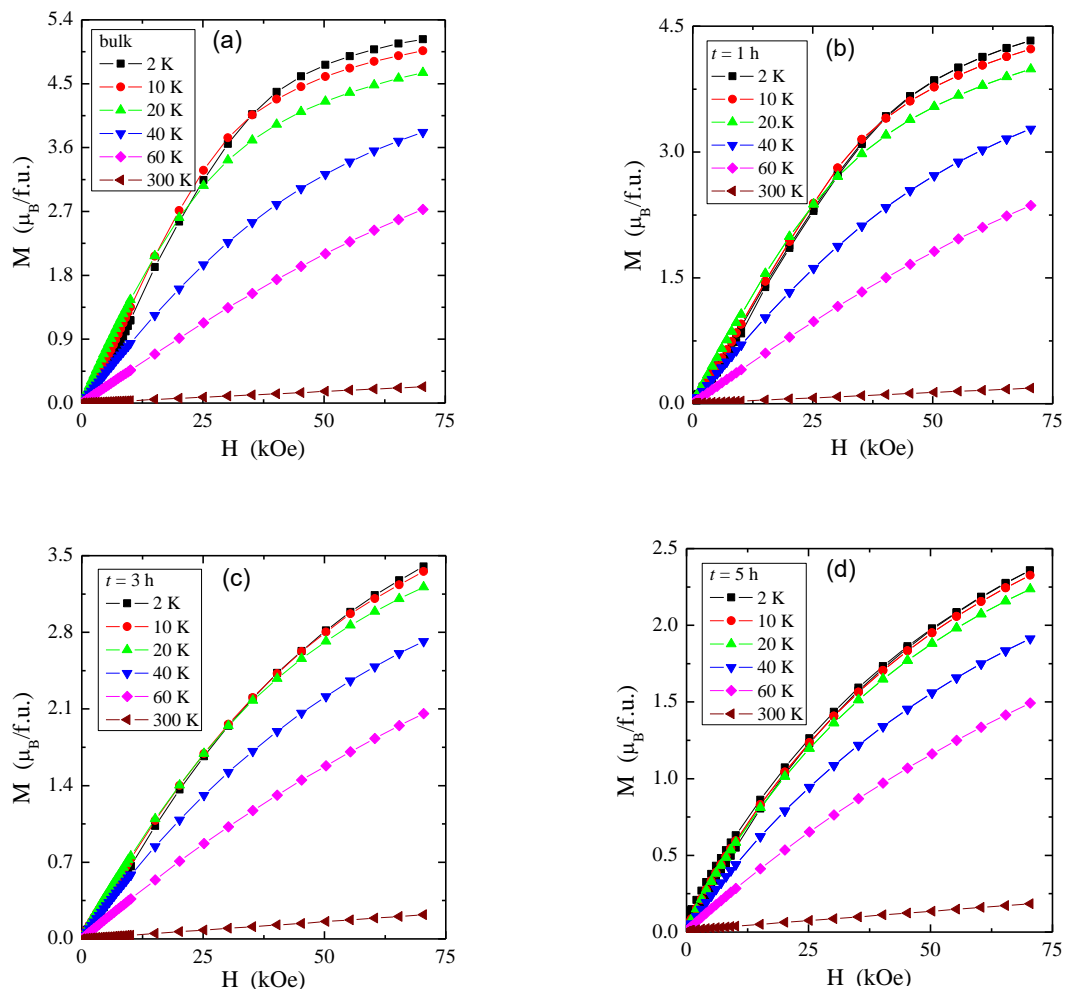 (a)
bulk
2 K
10 K
20 K
40 K
60 K
300 K
5.4
4.5
3.6
2.7
1.8
0.9
0.0
M (μB/f.u.)
0 25 50 75
H (kOe)
(b)
t = 1 h
2 K
10 K
20.K
40 K
60 K
300 K
4.5
3.0
1.5
0.0
M (μB/f.u.)
0 25 50 75
H (kOe)
(c)
t = 3 h
2 K
10 K
20 K
40 K
60 K
300 K
3.5
2.8
2.1
1.4
0.7
0.0
M (μB/f.u.)
0 25 50 75
H (kOe)
(d)
t = 5 h
2 K
10 K
20 K
40 K
60 K
300 K
2.5
2.0
1.5
1.0
0.5
0.0
M (μB/f.u.)
0 25 50 75
H (kOe)